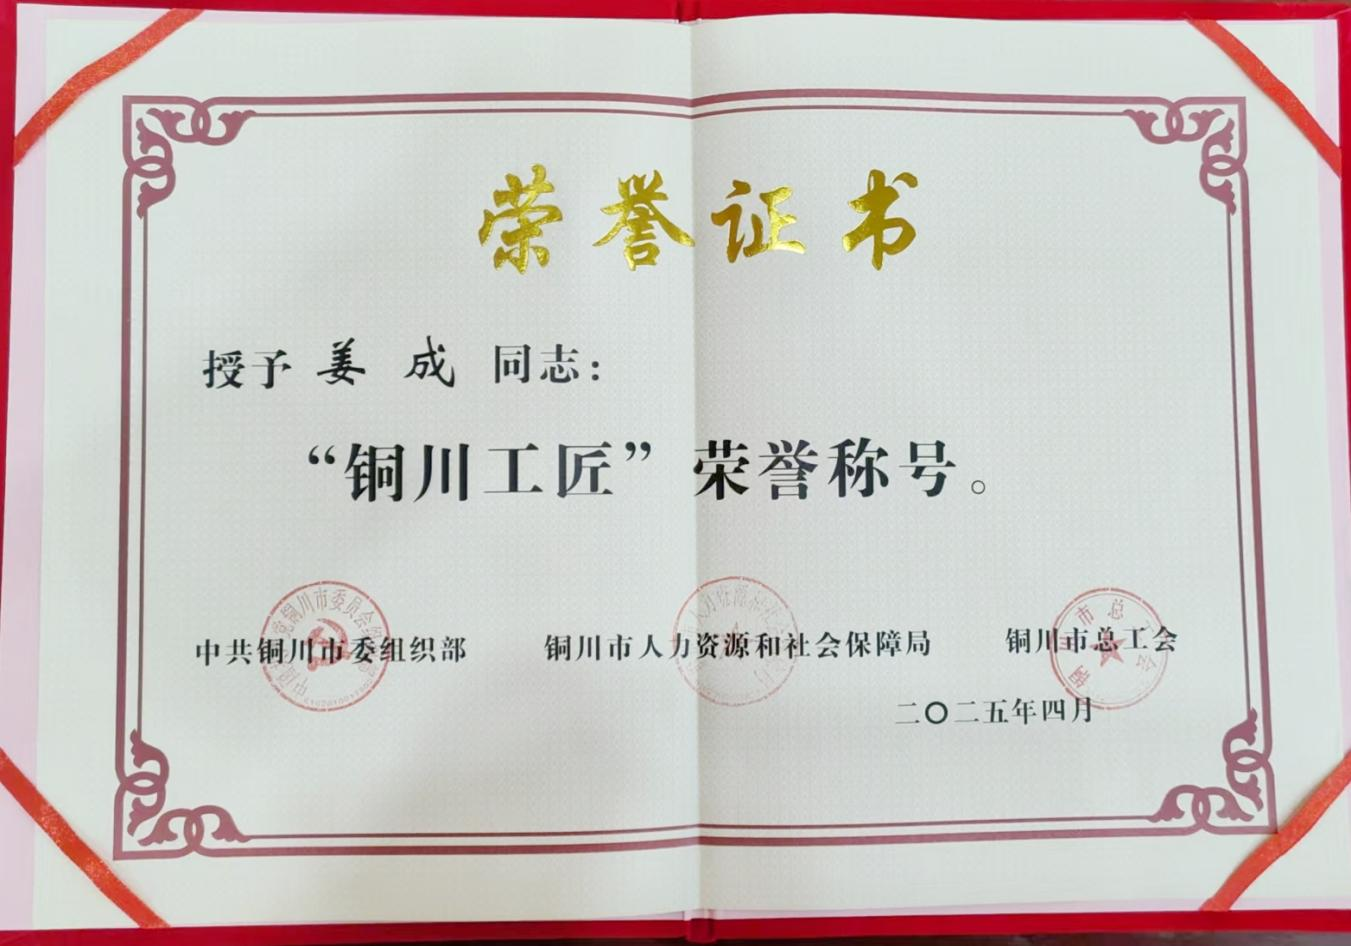 荣誉证书
授予 姜 成 同志：
“铜川工匠”荣誉称号。
中共铜川市委组织部 铜川市人力资源和社会保障局 铜川市总工会
二〇二五年四月